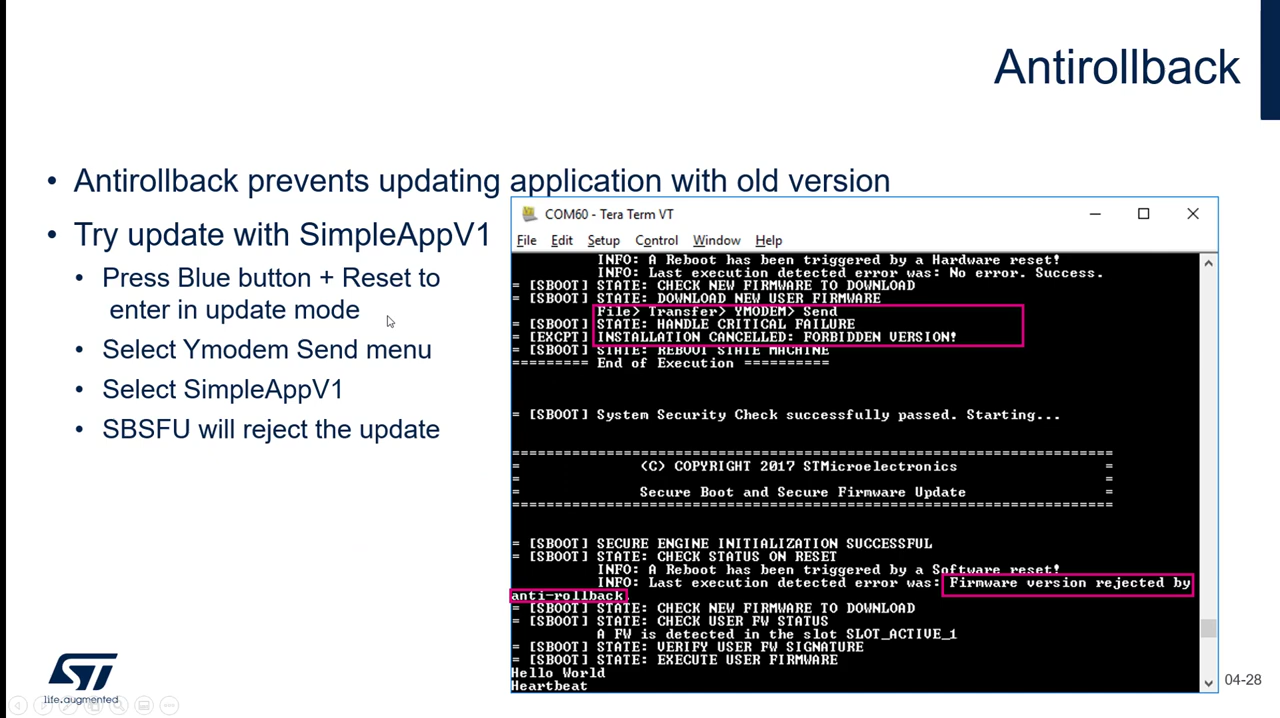 Antirollback
• Antirollback prevents updating application with old version
• Try update with SimpleAppV1
• Press Blue button + Reset to
enter in update mode
• Select Ymodem Send menu
• Select SimpleAppV1
• SBSFU will reject the update
COM60 - Tera Term VT
File Edit Setup Control Window Help
INFO: A Reboot has been triggered by a Hardware reset!
INFO: Last execution detected error was: No error. Success.
= [SBOOT] STATE: CHECK NEW FIRMWARE TO DOWNLOAD
= [SBOOT] STATE: DOWNLOAD NEW USER FIRMWARE
File> Transfer> YMODEM> Send
= [SBOOT] STATE: HANDLE CRITICAL FAILURE
= [EXCPT] INSTALLATION CANCELLED: FORBIDDEN VERSION!
= [SBOOT] STATE: REBOOT STATE MACHINE
========= End of Execution ==========
= [SBOOT] System Security Check successfully passed. Starting...
======================================================================
= (C) COPYRIGHT 2017 STMicroelectronics =
= =
= Secure Boot and Secure Firmware Update =
======================================================================
= [SBOOT] SECURE ENGINE INITIALIZATION SUCCESSFUL
= [SBOOT] STATE: CHECK STATUS ON RESET
INFO: A Reboot has been triggered by a Software reset!
INFO: Last execution detected error was: Firmware version rejected by
anti-rollback.
= [SBOOT] STATE: CHECK NEW FIRMWARE TO DOWNLOAD
= [SBOOT] STATE: CHECK USER FW STATUS
A FW is detected in the slot SLOT_ACTIVE_1
= [SBOOT] STATE: VERIFY USER FW SIGNATURE
= [SBOOT] STATE: EXECUTE USER FIRMWARE
Hello World
Heartbeat
ST
life.augmented
04-28